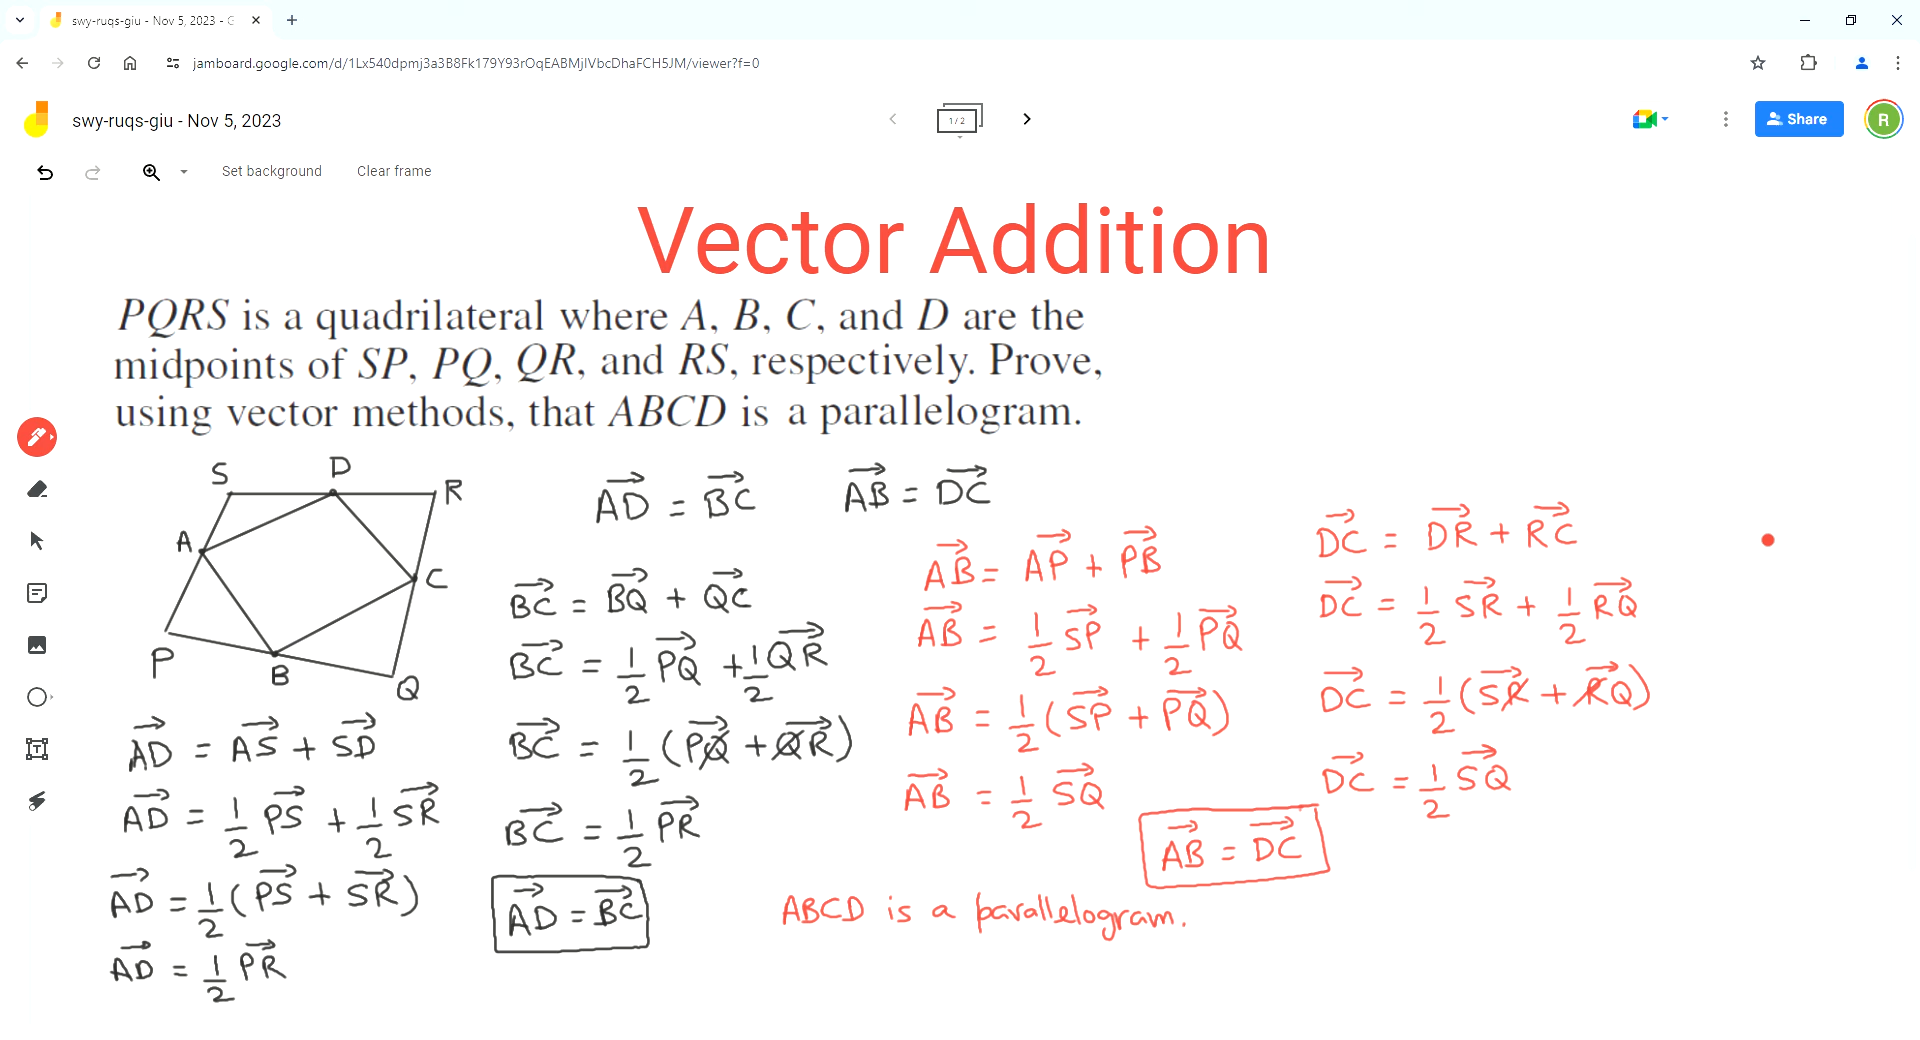 swy-ruqs-giu - Nov 5, 2023 - G
jamboard.google.com/d/1Lx540dpmj3a3B8Fk179Y93rOqEABMjIVbcDhaFCH5JM/viewer?f=0
swy-ruqs-giu - Nov 5, 2023
1 / 2
Share
R
Set background
Clear frame
Vector Addition
PQRS is a quadrilateral where A, B, C, and D are the
midpoints of SP, PQ, QR, and RS, respectively. Prove,
using vector methods, that ABCD is a parallelogram.
S
D
R
A
C
P
B
Q
AD→ = AS→ + SD→
AD→ = 1/2 PS→ + 1/2 SR→
AD→ = 1/2 (PS→ + SR→)
AD→ = 1/2 PR→
AD→ = BC→
BC→ = BQ→ + QC→
BC→ = 1/2 PQ→ + 1/2 QR→
BC→ = 1/2 (PQ→ + QR→)
BC→ = 1/2 PR→
AD→ = BC→
AB→ = DC→
AB→ = AP→ + PB→
AB→ = 1/2 SP→ + 1/2 PQ→
AB→ = 1/2 (SP→ + PQ→)
AB→ = 1/2 SQ→
DC→ = DR→ + RC→
DC→ = 1/2 SR→ + 1/2 RQ→
DC→ = 1/2 (SR→ + RQ→)
DC→ = 1/2 SQ→
AB→ = DC→
ABCD is a parallelogram.